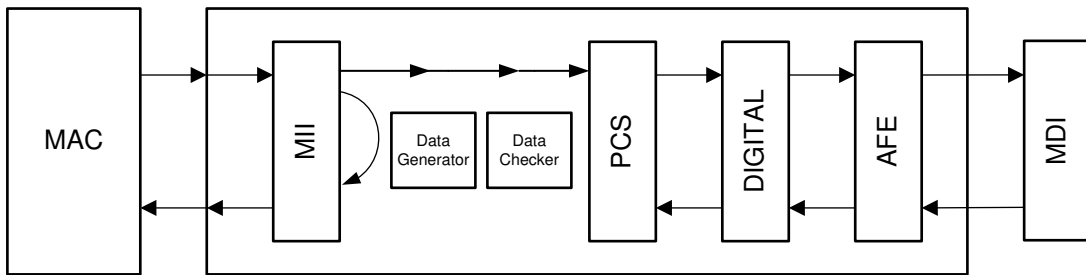 MAC
MII
Data
Generator
Data
Checker
PCS
DIGITAL
AFE
MDI